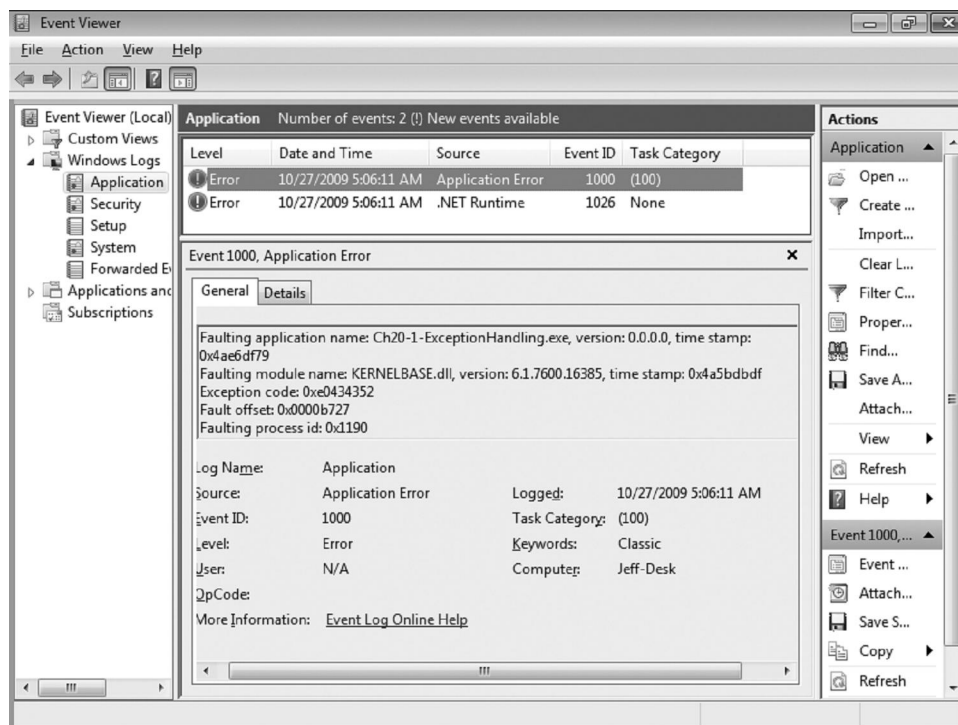 Event Viewer
File Action View Help
Event Viewer (Local)
Custom Views
Windows Logs
Application
Security
Setup
System
Forwarded Ev
Applications and
Subscriptions
Application Number of events: 2 (!) New events available
Level Date and Time Source Event ID Task Category
Error 10/27/2009 5:06:11 AM Application Error 1000 (100)
Error 10/27/2009 5:06:11 AM .NET Runtime 1026 None
Event 1000, Application Error
General Details
Faulting application name: Ch20-1-ExceptionHandling.exe, version: 0.0.0.0, time stamp:
0x4ae6df79
Faulting module name: KERNELBASE.dll, version: 6.1.7600.16385, time stamp: 0x4a5bdbdf
Exception code: 0xe0434352
Fault offset: 0x0000b727
Faulting process id: 0x1190
Log Name: Application
Source: Application Error Logged: 10/27/2009 5:06:11 AM
Event ID: 1000 Task Category: (100)
Level: Error Keywords: Classic
User: N/A Computer: Jeff-Desk
OpCode:
More Information: Event Log Online Help
Actions
Application
Open ...
Create ...
Import...
Clear L...
Filter C...
Proper...
Find...
Save A...
Attach...
View
Refresh
Help
Event 1000,...
Event ...
Attach...
Save S...
Copy
Refresh